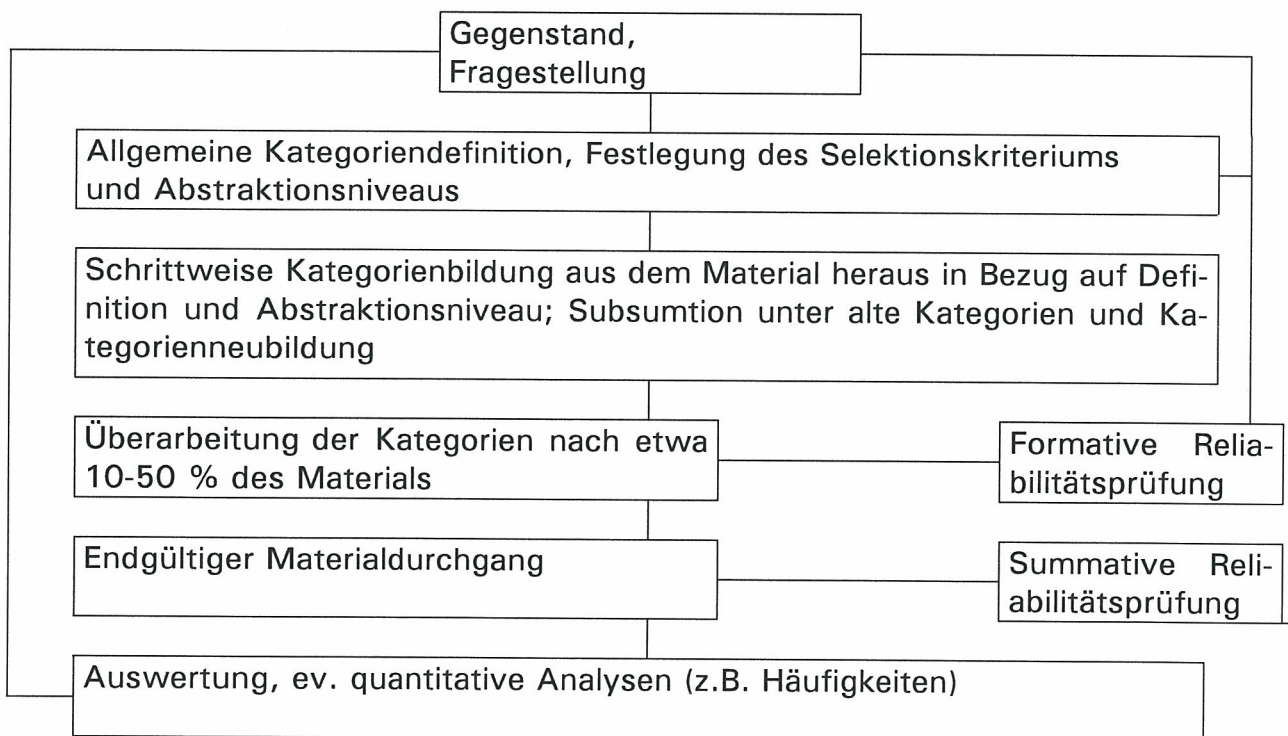 Gegenstand,
Fragestellung
Allgemeine Kategoriendefinition, Festlegung des Selektionskriteriums
und Abstraktionsniveaus
Schrittweise Kategorienbildung aus dem Material heraus in Bezug auf Defi-
nition und Abstraktionsniveau; Subsumtion unter alte Kategorien und Ka-
tegorienneubildung
Überarbeitung der Kategorien nach etwa
10-50 % des Materials
Formative Relia-
bilitätsprüfung
Endgültiger Materialdurchgang
Summative Reli-
abilitätsprüfung
Auswertung, ev. quantitative Analysen (z.B. Häufigkeiten)